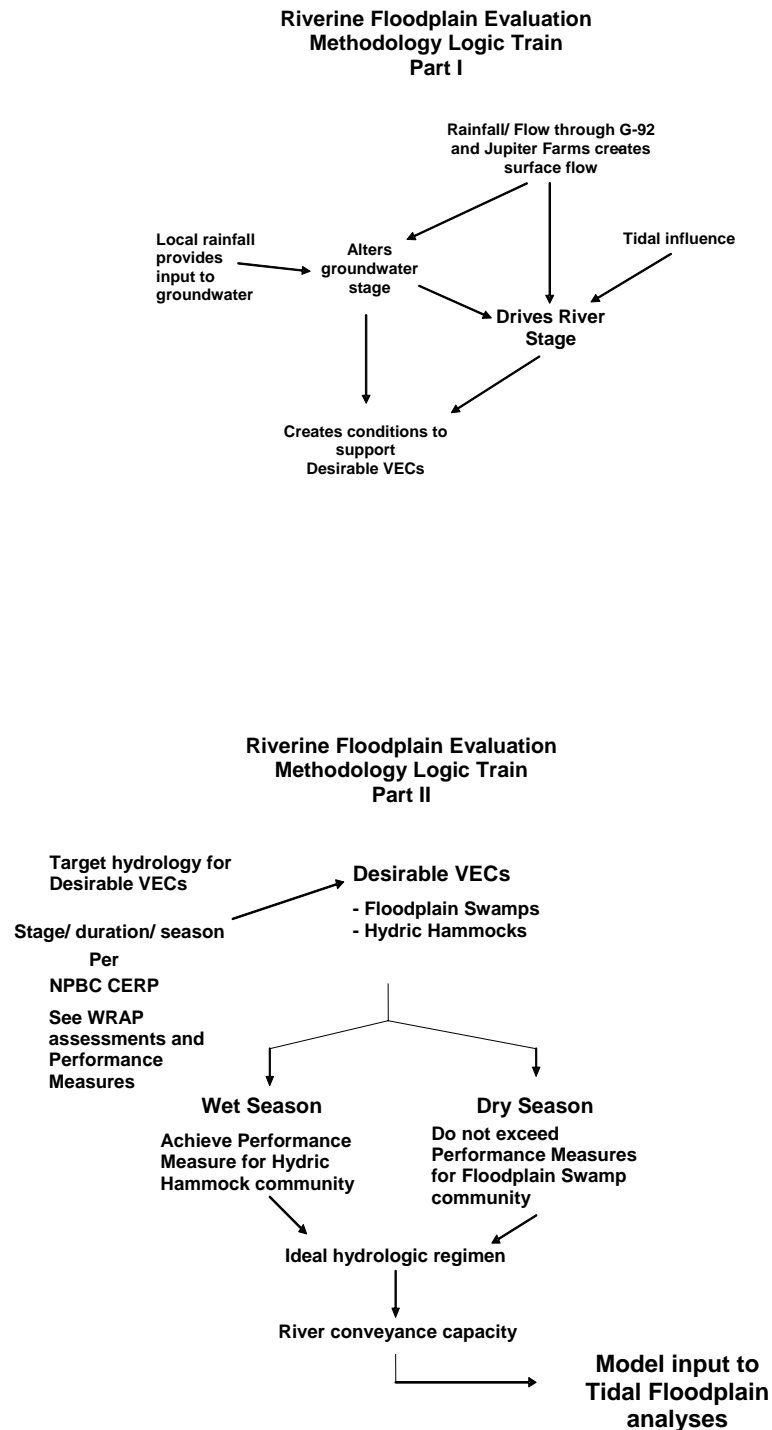 Riverine Floodplain Evaluation
Methodology Logic Train
Part I
Rainfall/ Flow through G-92
and Jupiter Farms creates
surface flow
Local rainfall
provides
input to
groundwater
Alters
groundwater
stage
Tidal influence
Drives River
Stage
Creates conditions to
support
Desirable VECs
Riverine Floodplain Evaluation
Methodology Logic Train
Part II
Target hydrology for
Desirable VECs
Stage/ duration/ season
Per
NPBC CERP
See WRAP
assessments and
Performance
Measures
Desirable VECs
- Floodplain Swamps
- Hydric Hammocks
Wet Season
Achieve Performance
Measure for Hydric
Hammock community
Dry Season
Do not exceed
Performance Measures
for Floodplain Swamp
community
Ideal hydrologic regimen
River conveyance capacity
Model input to
Tidal Floodplain
analyses